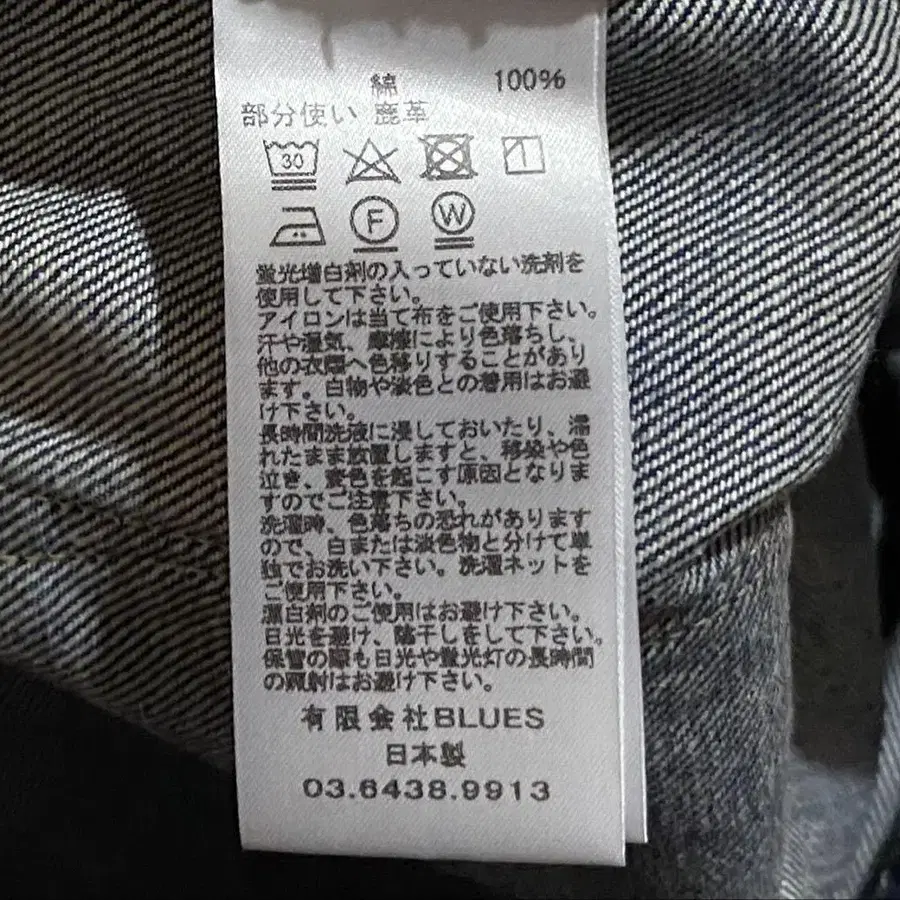 綿 100%
部分使い 鹿革
30
F W
蛍光増白剤の入っていない洗剤を
使用して下さい。
アイロンは当て布をご使用下さい。
汗や湿気、摩擦により色落ちし、
他の衣類へ色移りすることがあり
ます。白物や淡色との着用はお避
け下さい。
長時間洗液に浸しておいたり、濡
れたまま放置しますと、移染や色
泣き、変色を起こす原因となりま
すのでご注意下さい。
洗濯時、色落ちの恐れがあります
ので、白または淡色物と分けて単
独でお洗い下さい。洗濯ネットを
ご使用下さい。
漂白剤のご使用はお避け下さい。
日光を避け、陰干しをして下さい。
保管の際も日光や蛍光灯の長時間
の照射はお避け下さい。
有限会社BLUES
日本製
03.6438.9913